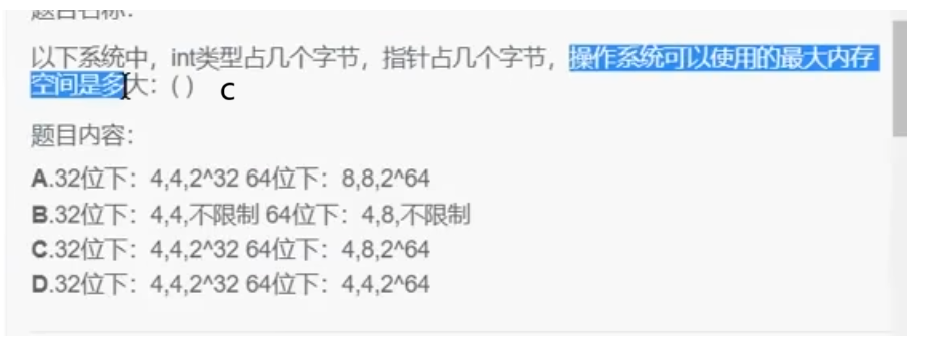 题目名称:
以下系统中，int类型占几个字节，指针占几个字节，操作系统可以使用的最大内存
空间是多大：( ) c
题目内容：
A.32位下：4,4,2^32 64位下：8,8,2^64
B.32位下：4,4,不限制 64位下：4,8,不限制
C.32位下：4,4,2^32 64位下：4,8,2^64
D.32位下：4,4,2^32 64位下：4,4,2^64